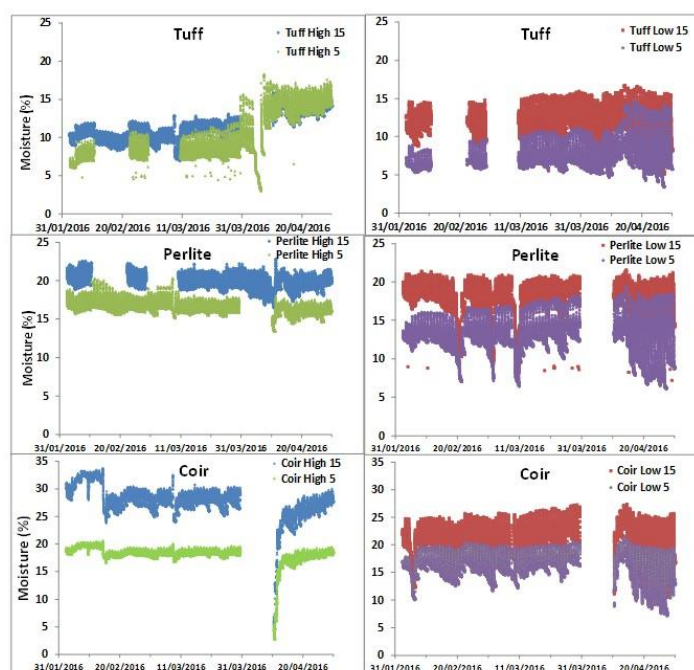 Tuff
Tuff High 15
Tuff High 5
Moisture (%)
25
20
15
10
5
0
31/01/2016 20/02/2016 11/03/2016 31/03/2016 20/04/2016
Tuff
Tuff Low 15
Tuff Low 5
25
20
15
10
5
0
31/01/2016 20/02/2016 11/03/2016 31/03/2016 20/04/2016
Perlite
Perlite High 15
Perlite High 5
Moisture (%)
25
20
15
10
5
0
31/01/2016 20/02/2016 11/03/2016 31/03/2016 20/04/2016
Perlite
Perlite Low 15
Perlite Low 5
25
20
15
10
5
0
31/01/2016 20/02/2016 11/03/2016 31/03/2016 20/04/2016
Coir
Coir High 15
Coir High 5
Moisture (%)
35
30
25
20
15
10
5
0
31/01/2016 20/02/2016 11/03/2016 31/03/2016 20/04/2016
Coir
Coir Low 15
Coir Low 5
35
30
25
20
15
10
5
0
31/01/2016 20/02/2016 11/03/2016 31/03/2016 20/04/2016